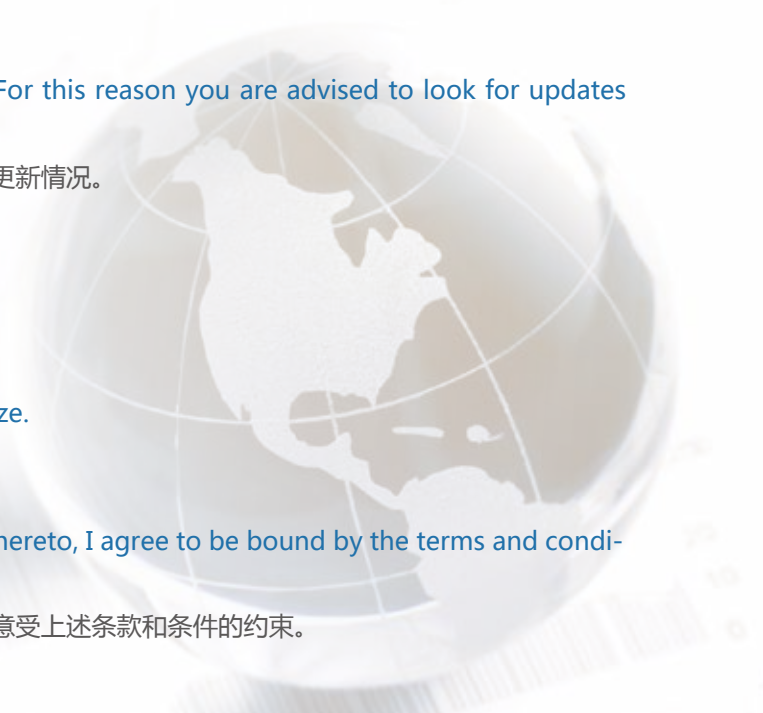 For this reason you are advised to look for updates
更新情况。
ze.
hereto, I agree to be bound by the terms and condi-
意受上述条款和条件的约束。